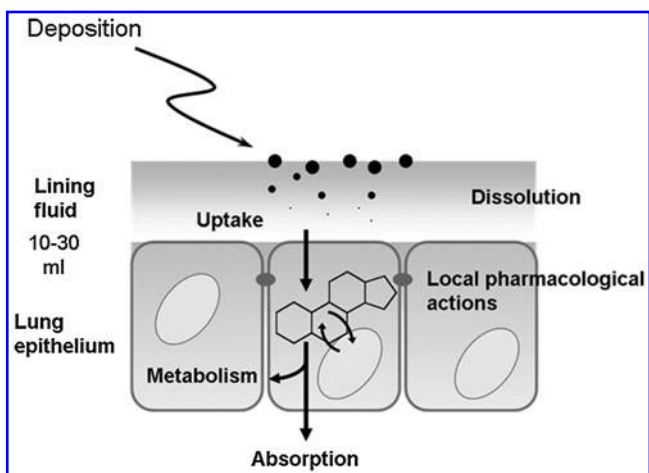 Deposition
Lining
fluid
10-30
ml
Dissolution
Uptake
Local pharmacological
actions
Lung
epithelium
Metabolism
Absorption